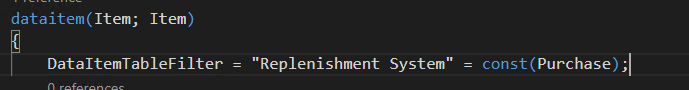 dataitem(Item; Item)
{
DataItemTableFilter = "Replenishment System" = const(Purchase);
0 references